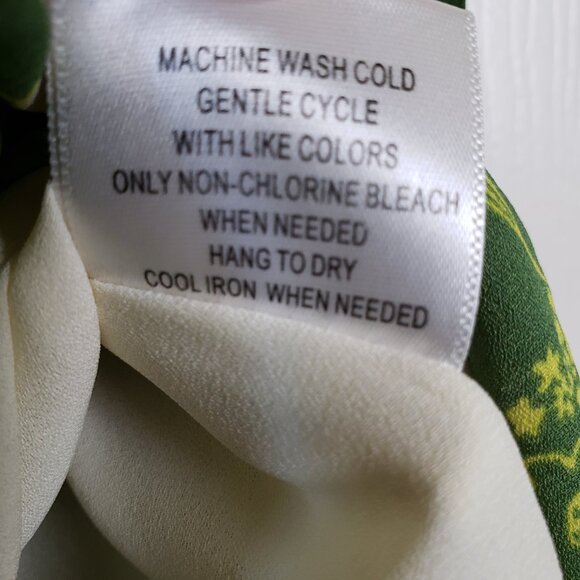 MACHINE WASH COLD
GENTLE CYCLE
WITH LIKE COLORS
ONLY NON-CHLORINE BLEACH
WHEN NEEDED
HANG TO DRY
COOL IRON WHEN NEEDED